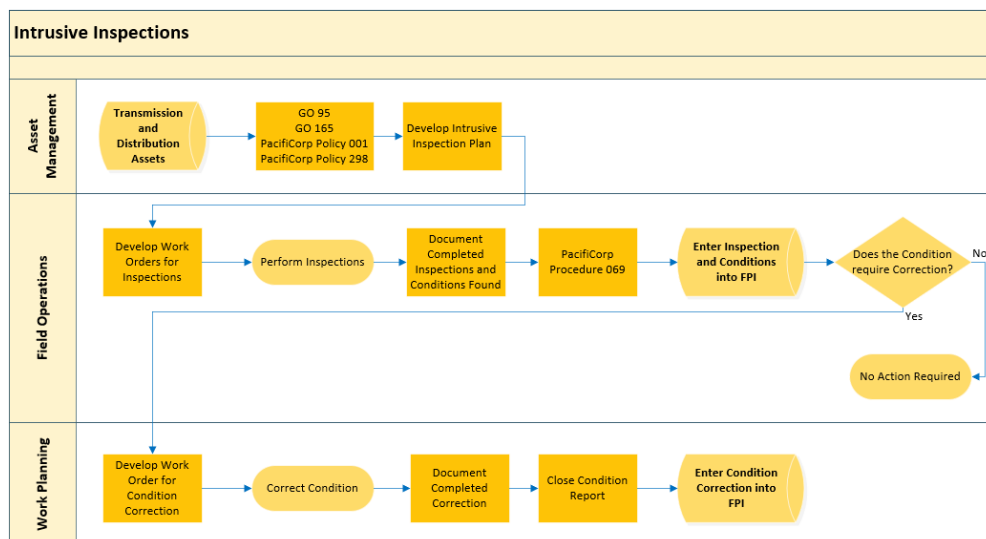 Intrusive Inspections
Asset
Management
Transmission
and
Distribution
Assets
GO 95
GO 165
PacifiCorp Policy 001
PacifiCorp Policy 298
Develop Intrusive
Inspection Plan
Field Operations
Develop Work
Orders for
Inspections
Perform Inspections
Document
Completed
Inspections and
Conditions Found
PacifiCorp
Procedure 069
Enter Inspection
and Conditions
into FPI
Does the Condition
require Correction?
No
Yes
No Action Required
Work Planning
Develop Work
Order for
Condition
Correction
Correct Condition
Document
Completed
Correction
Close Condition
Report
Enter Condition
Correction into
FPI